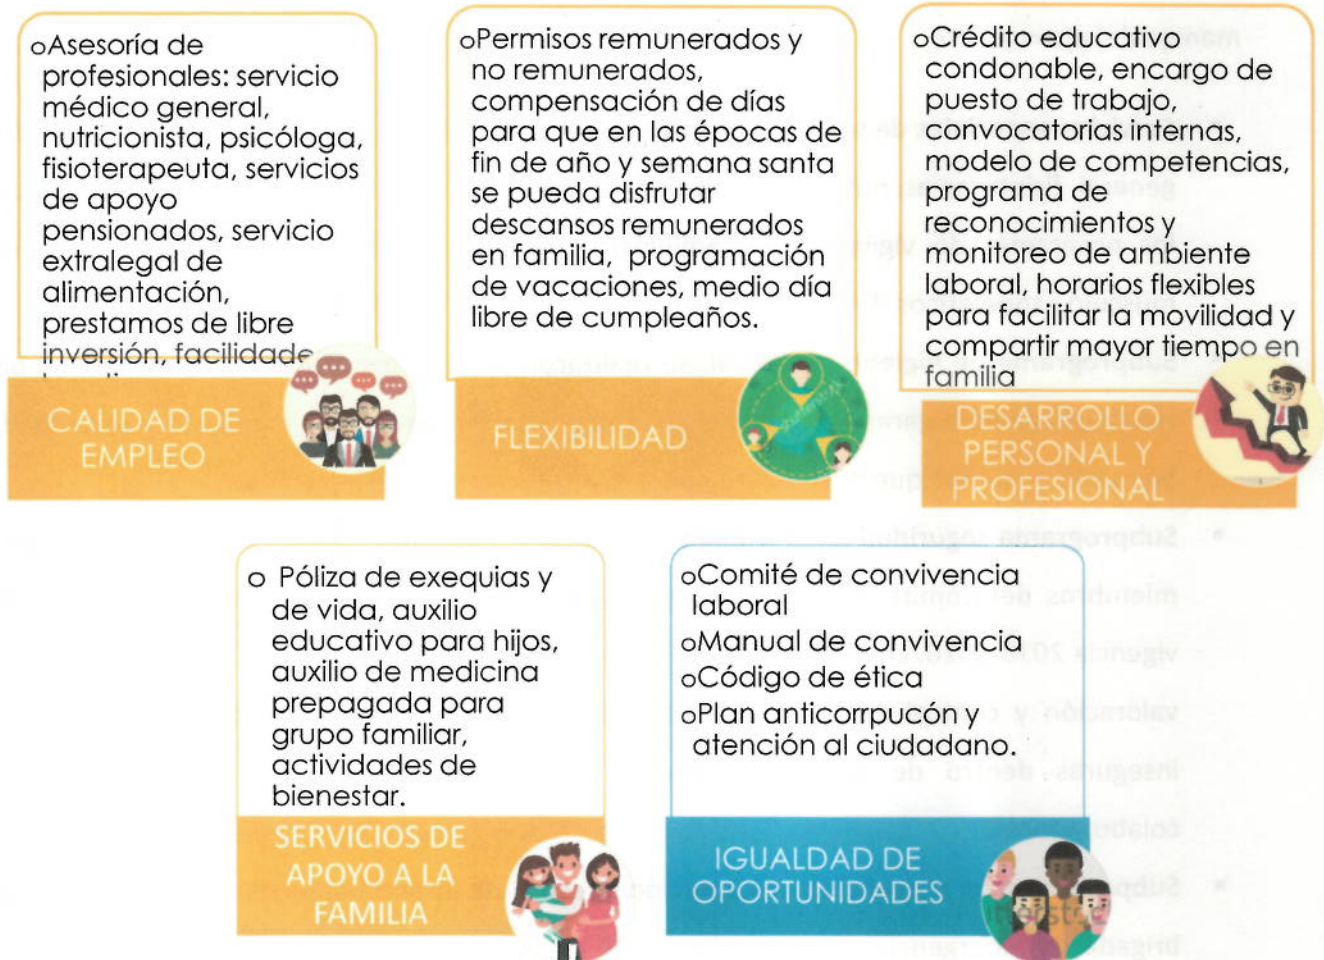 oAsesoría de
profesionales: servicio
médico general,
nutricionista, psicóloga,
fisioterapeuta, servicios
de apoyo
pensionados, servicio
extralegal de
alimentación,
prestamos de libre
inversión, facilidade
CALIDAD DE
EMPLEO
oPermisos remunerados y
no remunerados,
compensación de días
para que en las épocas de
fin de año y semana santa
se pueda disfrutar
descansos remunerados
en familia, programación
de vacaciones, medio día
libre de cumpleaños.
FLEXIBILIDAD
oCrédito educativo
condonable, encargo de
puesto de trabajo,
convocatorias internas,
modelo de competencias,
programa de
reconocimientos y
monitoreo de ambiente
laboral, horarios flexibles
para facilitar la movilidad y
compartir mayor tiempo en
familia
DESARROLLO
PERSONAL Y
PROFESIONAL
o Póliza de exequias y
de vida, auxilio
educativo para hijos,
auxilio de medicina
prepagada para
grupo familiar,
actividades de
bienestar.
SERVICIOS DE
APOYO A LA
FAMILIA
oComité de convivencia
laboral
oManual de convivencia
oCódigo de ética
oPlan anticorrpucón y
atención al ciudadano.
IGUALDAD DE
OPORTUNIDADES